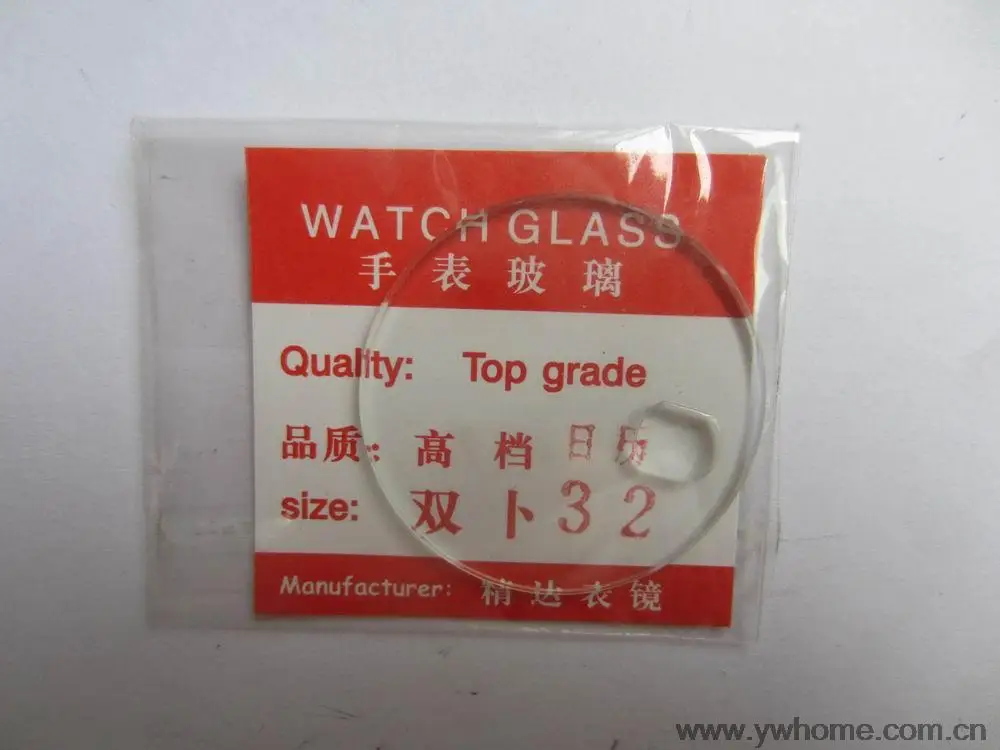 WATCH GLASS
手表玻璃
Quality: Top grade
品质: 高档日历
size: 双卜32
Manufacturer: 精达表镜
www.ywhome.com.cn